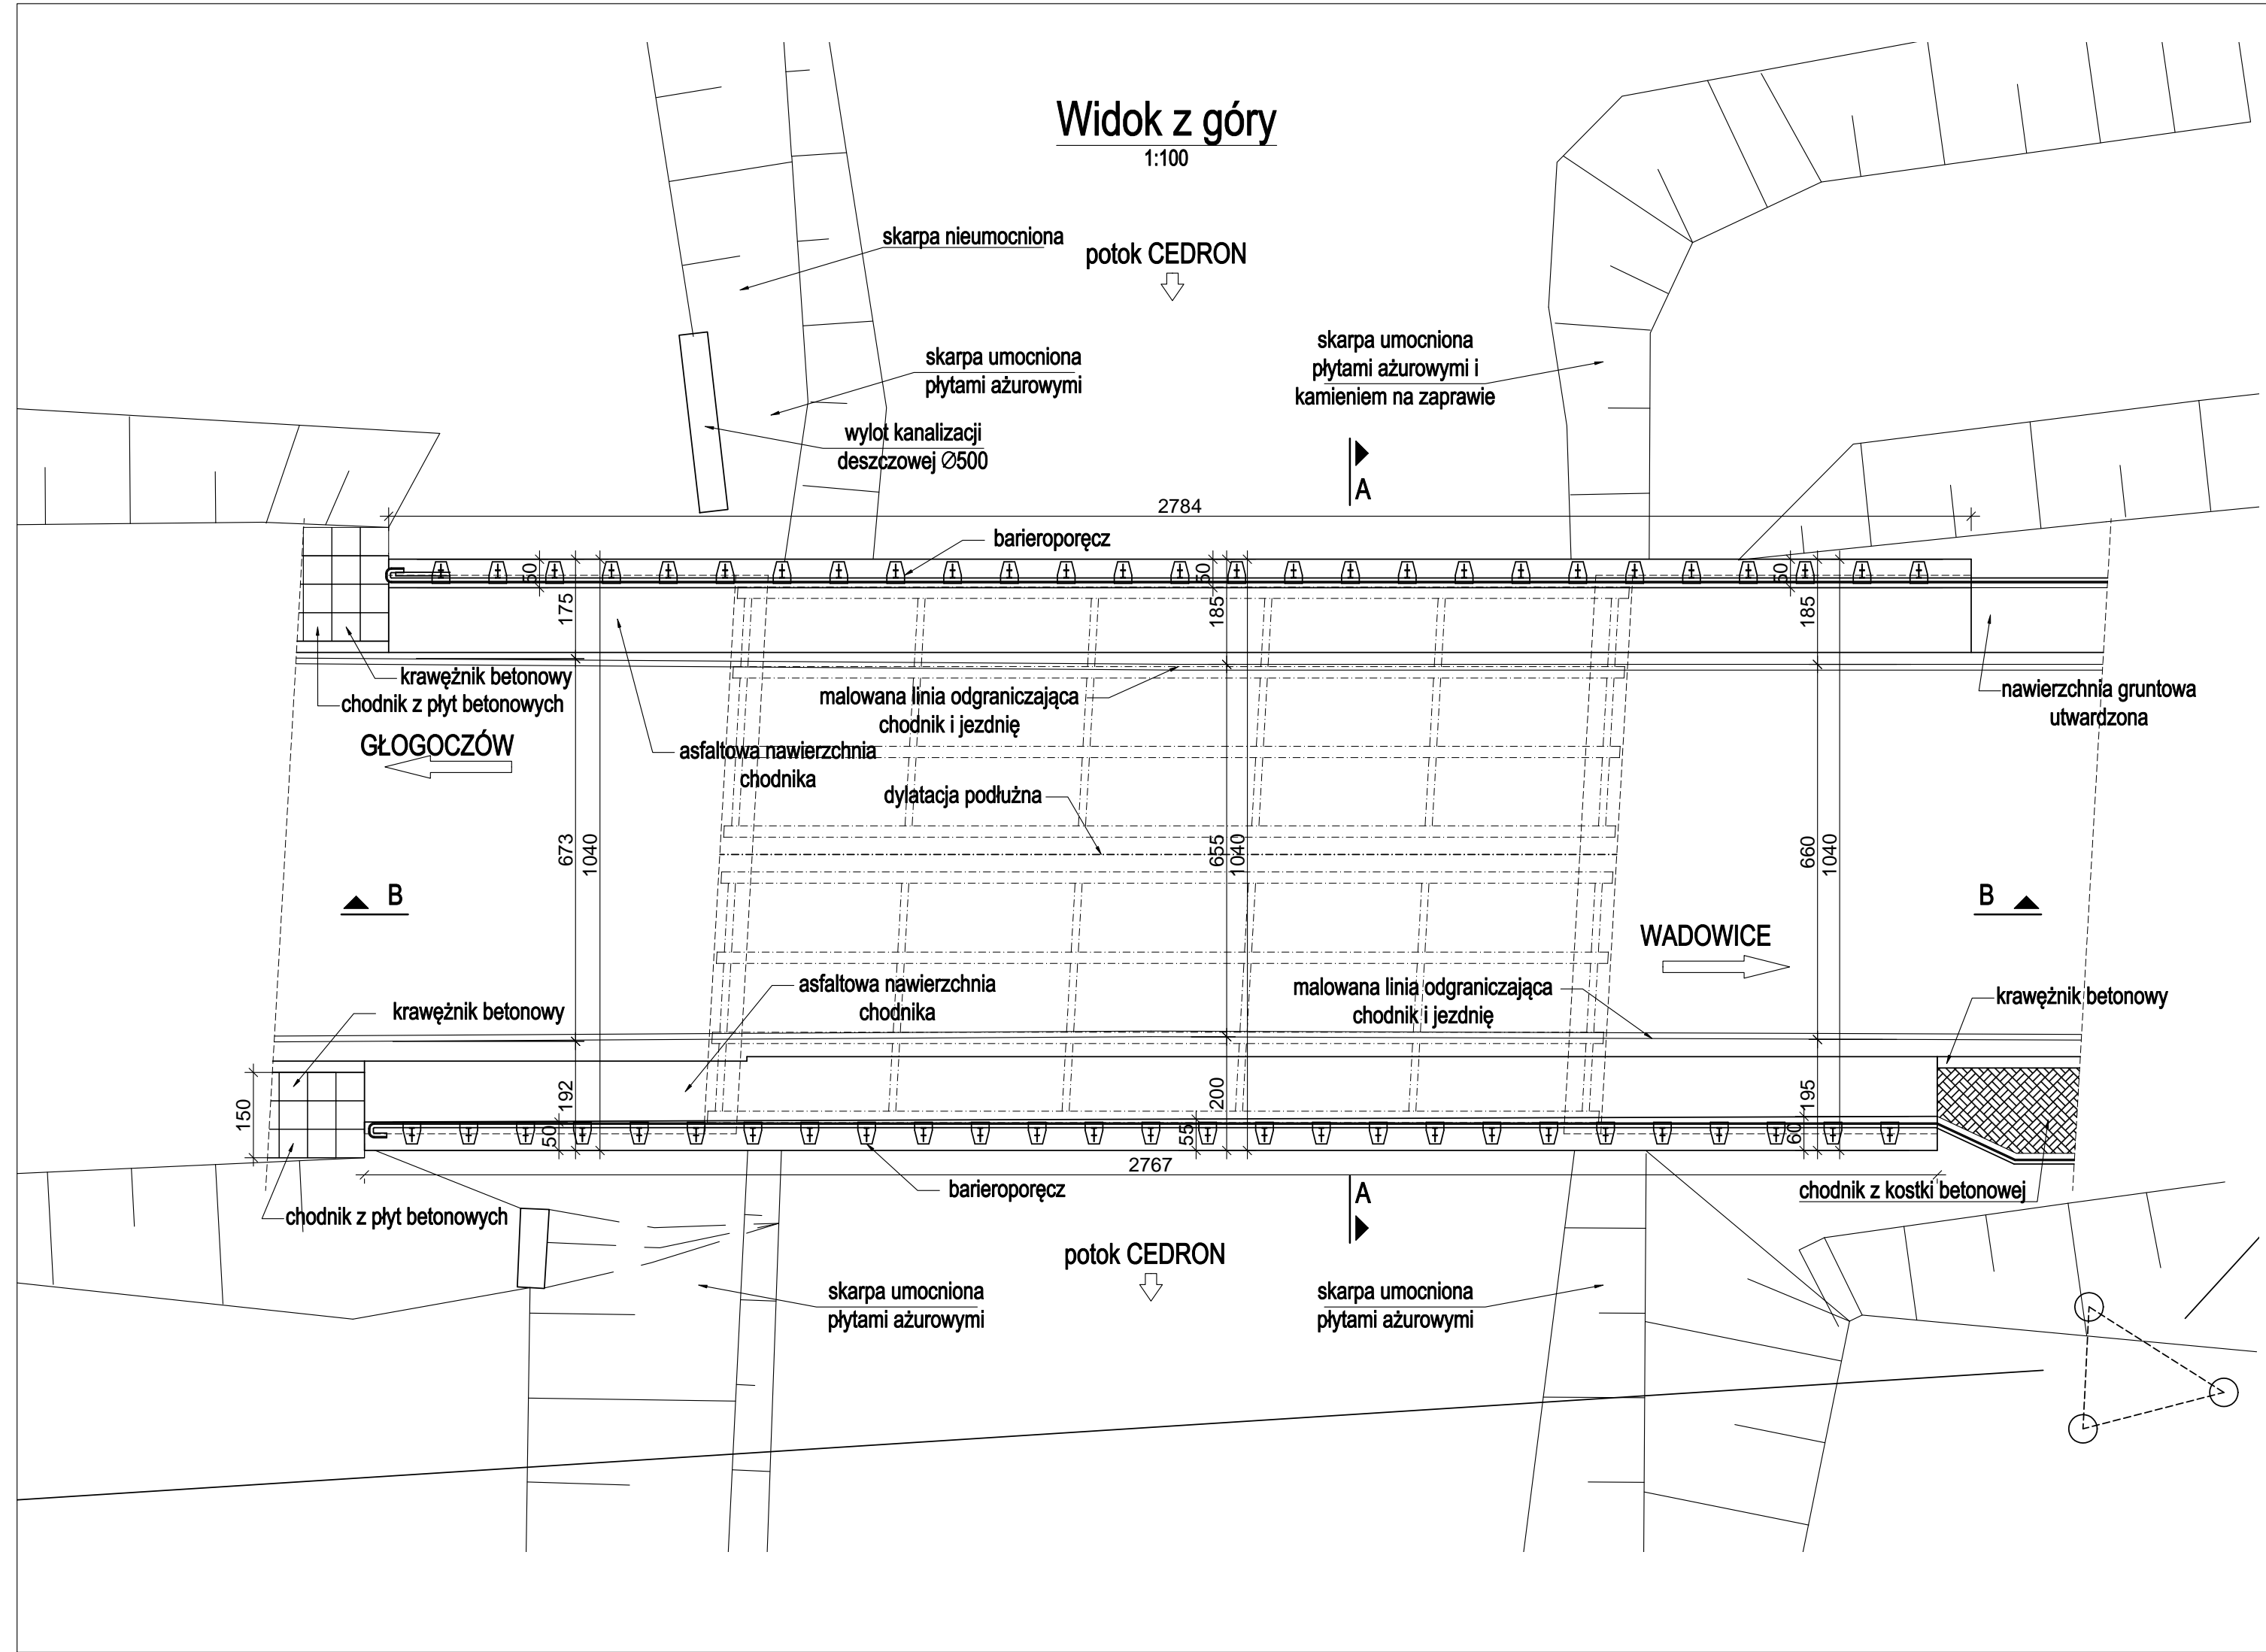 Widok z góry
1:100
skarpa nieumocniona
potok CEDRON
skarpa umocniona
płytami ażurowymi
skarpa umocniona
płytami ażurowymi i
kamieniem na zaprawie
wylot kanalizacji
deszczowej ∅500
A
2784
barieroporęcz
50
50
50
175
185
185
krawężnik betonowy
chodnik z płyt betonowych
malowana linia odgraniczająca
chodnik i jezdnię
nawierzchnia gruntowa
utwardzona
GŁOGOCZÓW
asfaltowa nawierzchnia
chodnika
dylatacja podłużna
673
1040
655
1040
660
1040
B
B
WADOWICE
asfaltowa nawierzchnia
chodnika
malowana linia odgraniczająca
chodnik i jezdnię
krawężnik betonowy
krawężnik betonowy
150
192
200
195
50
55
60
2767
barieroporęcz
A
chodnik z kostki betonowej
chodnik z płyt betonowych
potok CEDRON
skarpa umocniona
płytami ażurowymi
skarpa umocniona
płytami ażurowymi